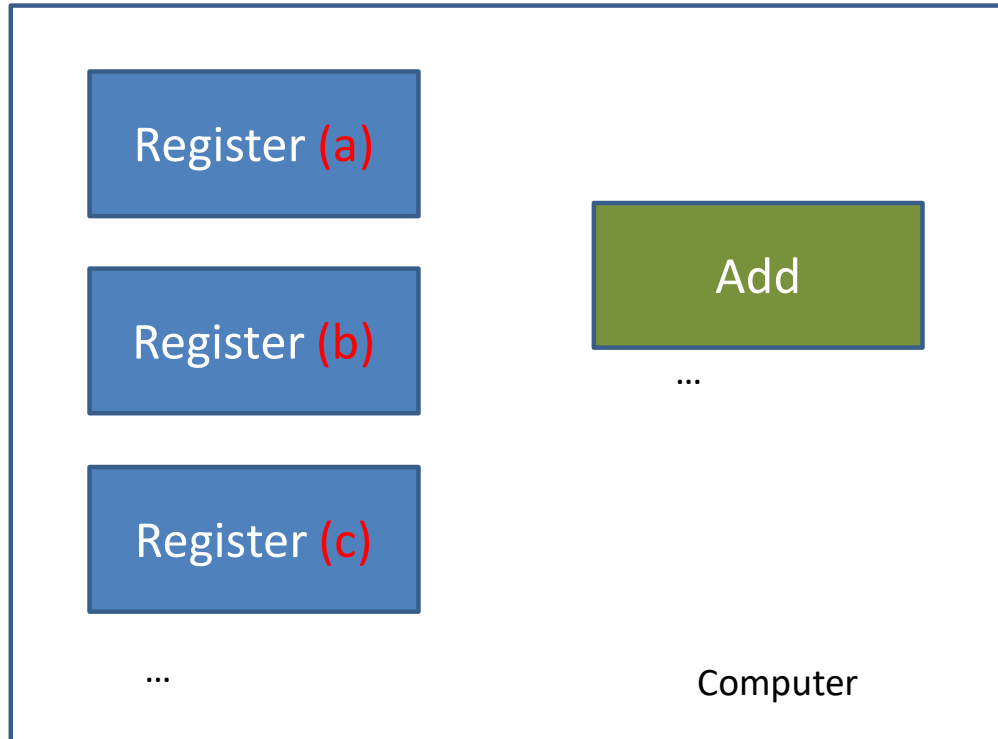 Register (a)
Add
Register (b)
...
Register (c)
...
Computer